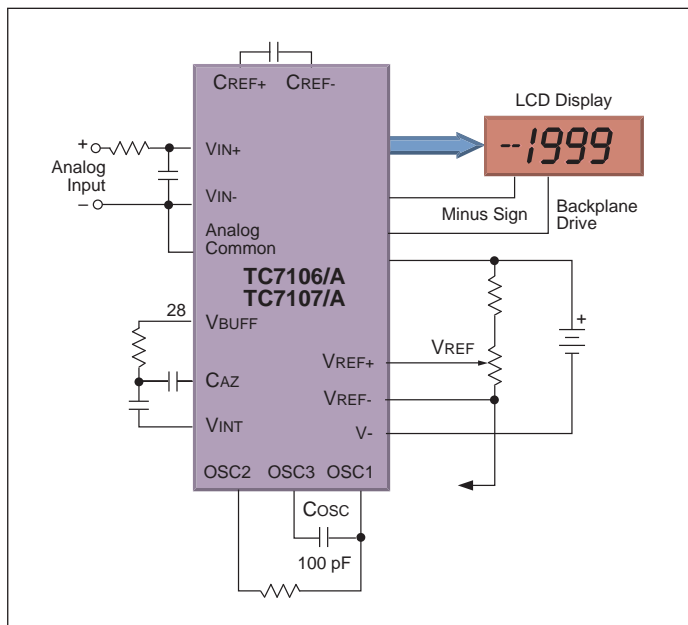 CREF+ CREF-
LCD Display
--1999
+
Analog
Input
–
VIN+
VIN-
Analog
Common
Minus Sign
Backplane
Drive
TC7106/A
TC7107/A
28
VBUFF
CAZ
VINT
VREF+
VREF
VREF-
V-
+
OSC2 OSC3 OSC1
COSC
100 pF